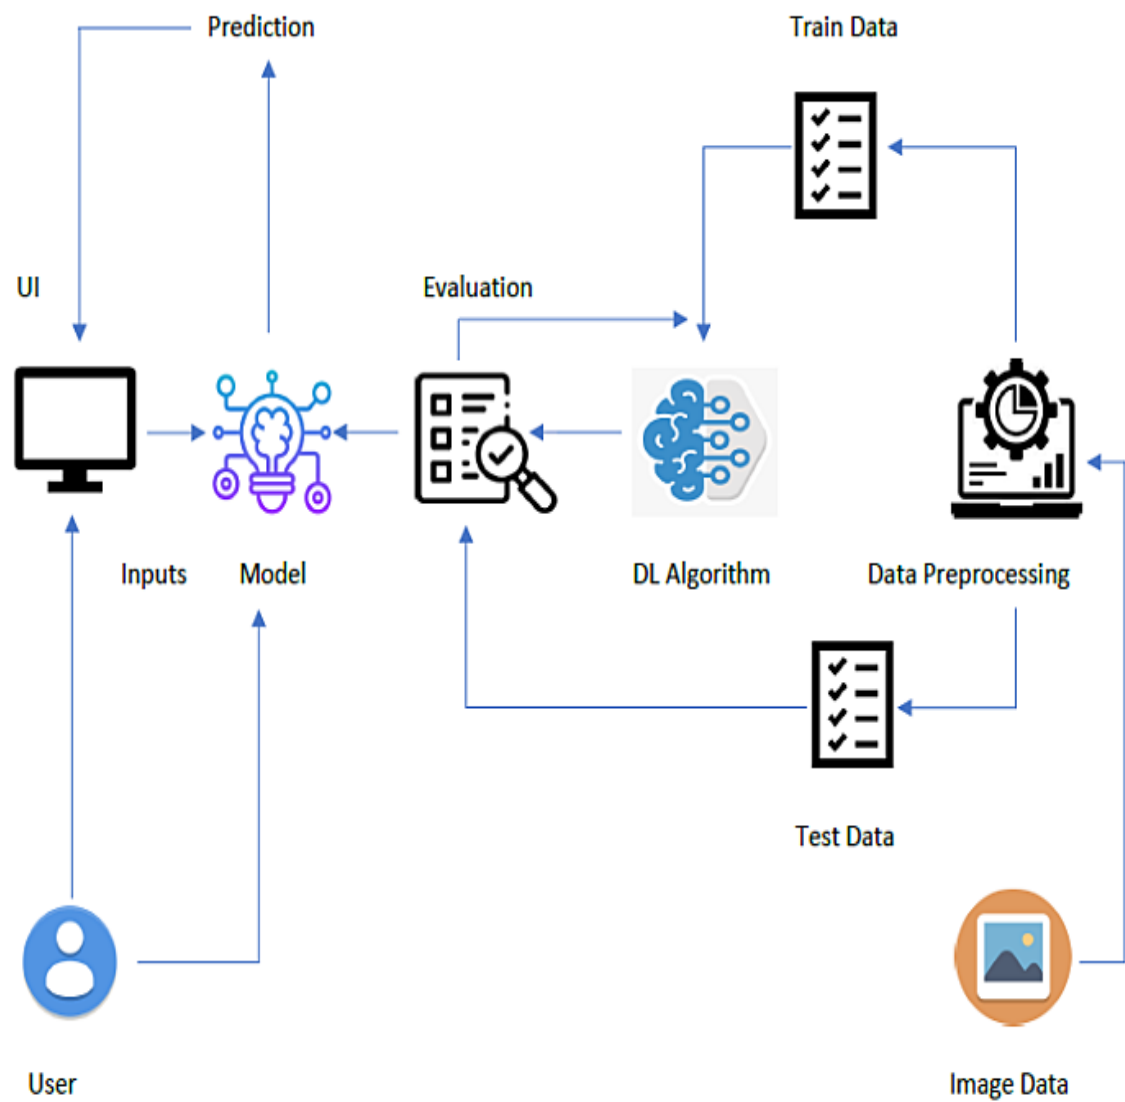 Prediction
Train Data
UI
Evaluation
Inputs
Model
DL Algorithm
Data Preprocessing
Test Data
User
Image Data